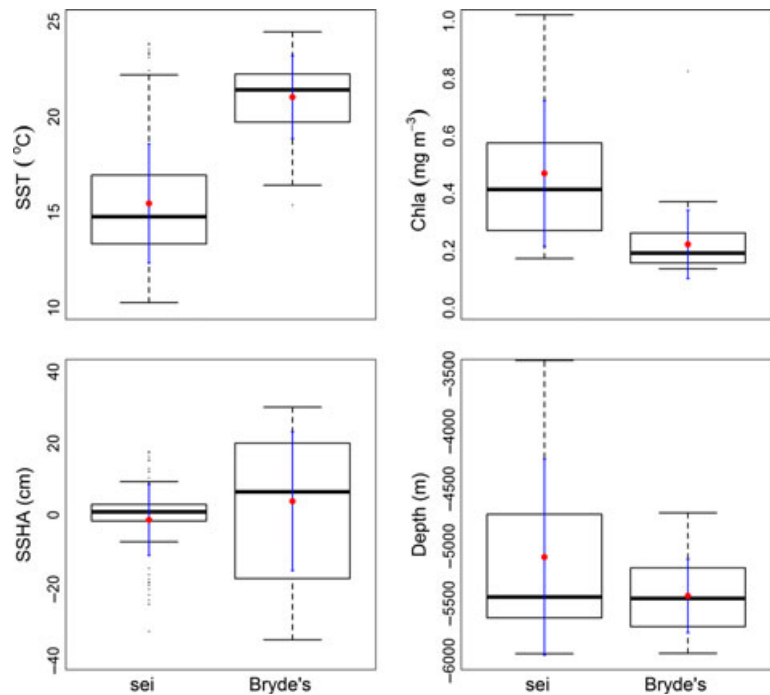 SST ( °C)
25
20
15
10
Chla (mg m−3)
1.0
0.8
0.6
0.4
0.2
0.0
SSHA (cm)
40
20
0
−20
−40
sei
Bryde's
Depth (m)
−3500
−4000
−4500
−5000
−5500
−6000
sei
Bryde's